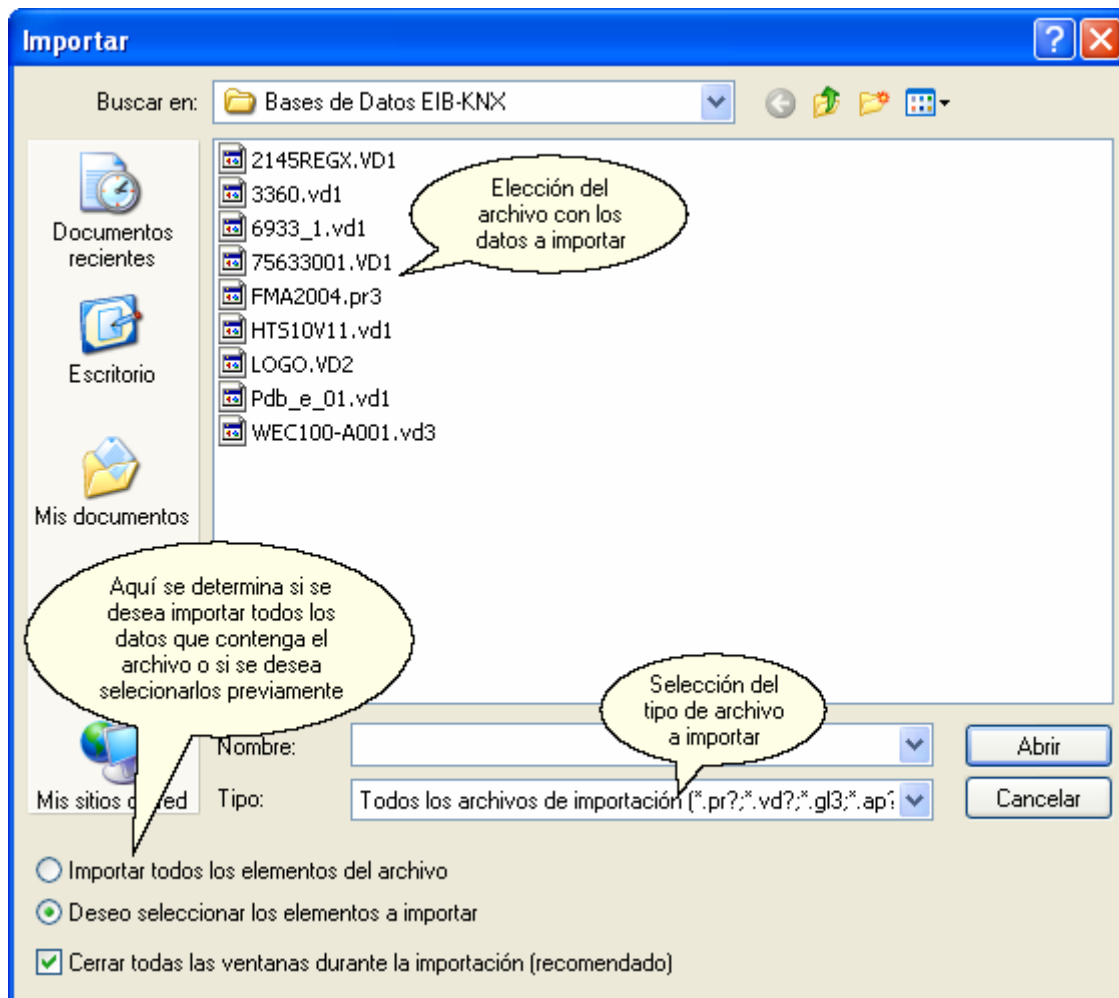 Importar
Buscar en:
Bases de Datos EIB-KNX
2145REGX.VD1
3360.vd1
6933_1.vd1
75633001.VD1
FMA2004.pr3
HTS10V11.vd1
LOGO.VD2
Pdb_e_01.vd1
WEC100-A001.vd3
Elección del
archivo con los
datos a importar
Documentos
recientes
Escritorio
Mis documentos
Aquí se determina si se
desea importar todos los
datos que contenga el
archivo o si se desea
selecionarlos previamente
Selección del
tipo de archivo
a importar
Mis sitios red
Nombre:
Abrir
Tipo:
Todos los archivos de importación (*.pr?;*.vd?;*.gl3;*.ap?
Cancelar
Importar todos los elementos del archivo
Deseo seleccionar los elementos a importar
Cerrar todas las ventanas durante la importación (recomendado)